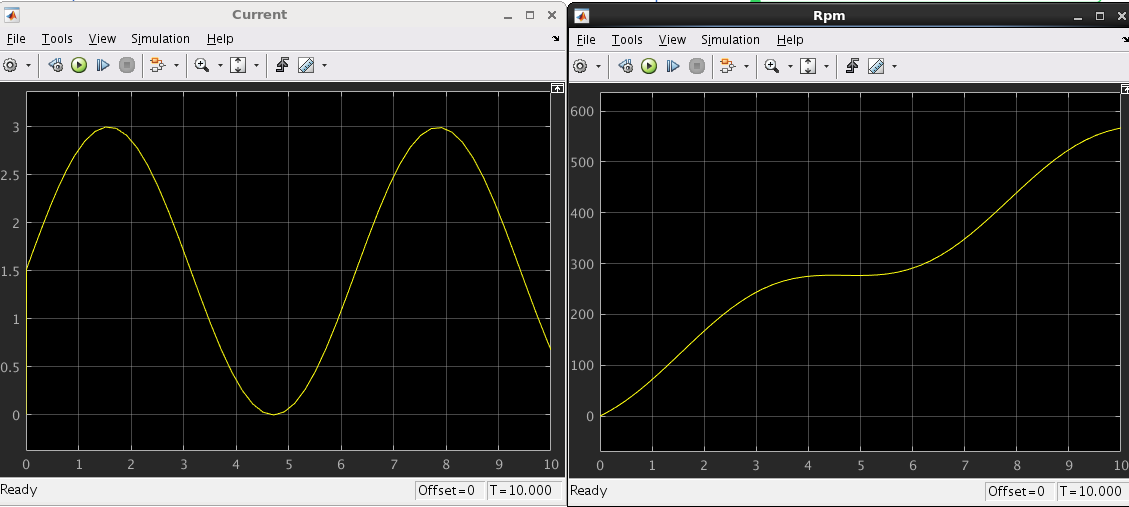 Current
File Tools View Simulation Help
3
2.5
2
1.5
1
0.5
0
0 1 2 3 4 5 6 7 8 9 10
Ready Offset=0 T=10.000
Rpm
File Tools View Simulation Help
600
500
400
300
200
100
0
0 1 2 3 4 5 6 7 8 9 10
Ready Offset=0 T=10.000